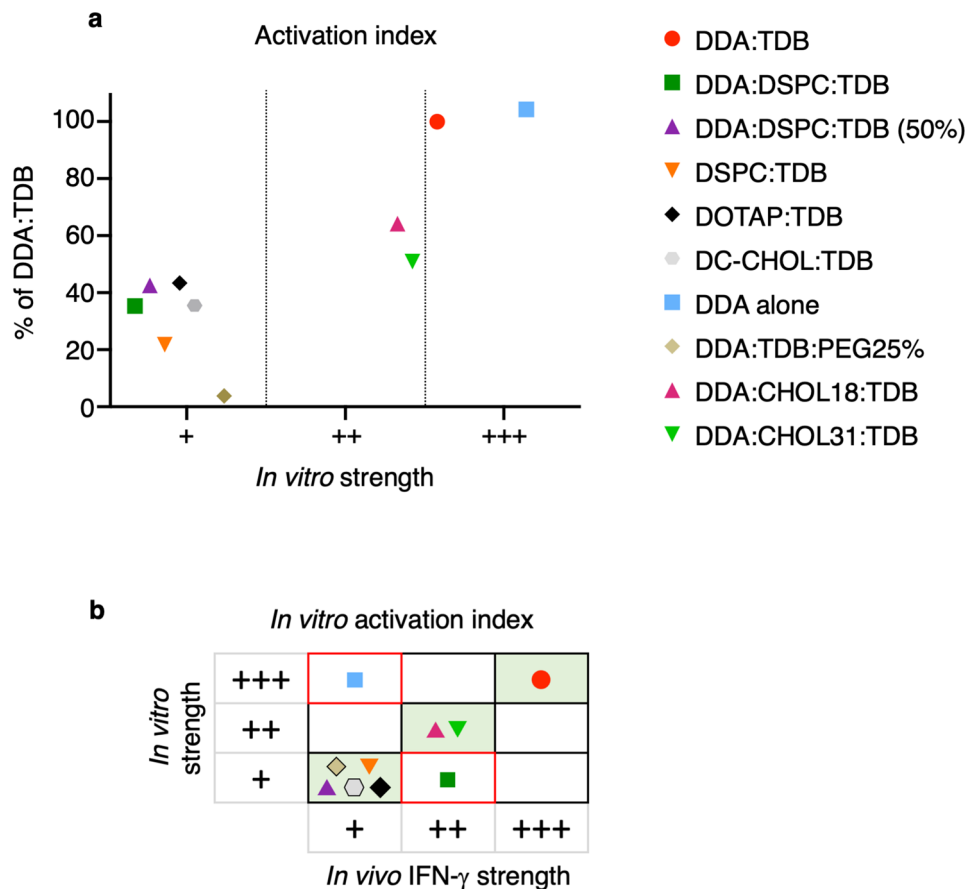 a
Activation index
% of DDA:TDB
100
80
60
40
20
0
+
++
+++
In vitro strength
DDA:TDB
DDA:DSPC:TDB
DDA:DSPC:TDB (50%)
DSPC:TDB
DOTAP:TDB
DC-CHOL:TDB
DDA alone
DDA:TDB:PEG25%
DDA:CHOL18:TDB
DDA:CHOL31:TDB
b
In vitro activation index
In vitro
strength
+++
++
+
+
++
+++
In vivo IFN-γ strength